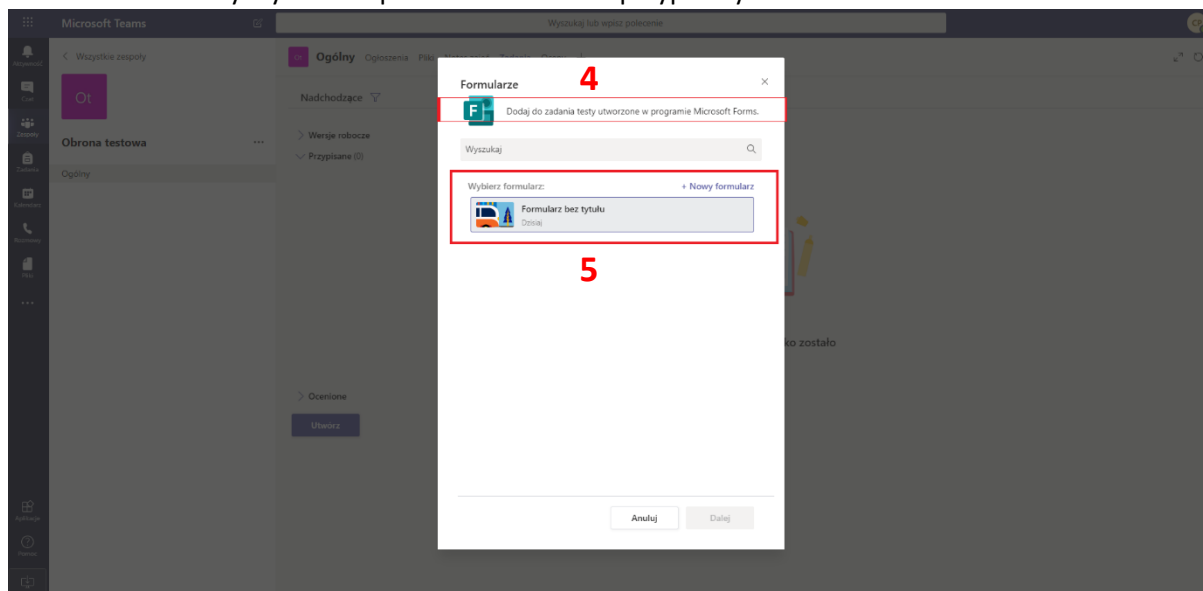 Microsoft Teams
Wyszukaj lub wpisz polecenie
Wszystkie zespoły
Ot
Ogólny Ogłoszenia Pliki
Ot
Obrona testowa
Ogólny
Nadchodzące
Wersje robocze
Przypisane (0)
4
Formularze
Dodaj do zadania testy utworzone w programie Microsoft Forms.
Wyszukaj
Wybierz formularz:
+ Nowy formularz
Formularz bez tytułu
Dzisiaj
5
ko zostało
Ocenione
Utwórz
Anuluj
Dalej